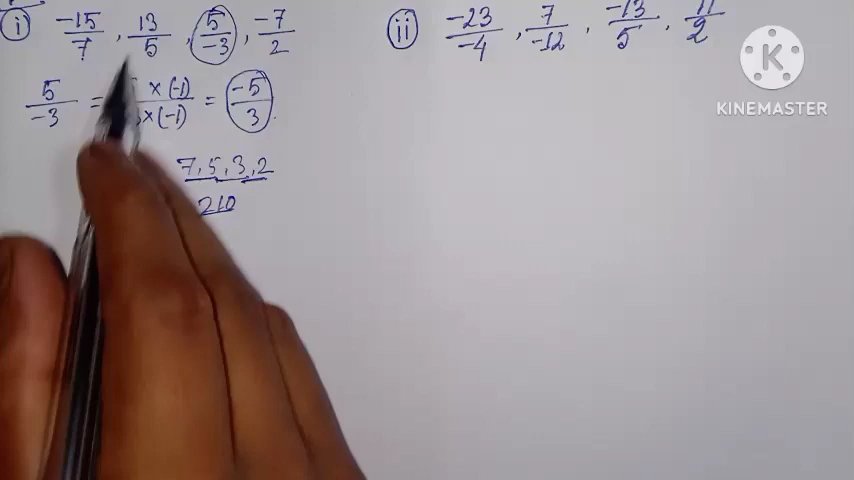 i) -15/7 , 13/5 , 5/-3 , -7/2
5/-3 = × (-1) / × (-1) = -5/3 .
7, 5, 3, 2
210
ii) -23/-4 , 7/-12 , -13/5 , 11/2
KINEMASTER